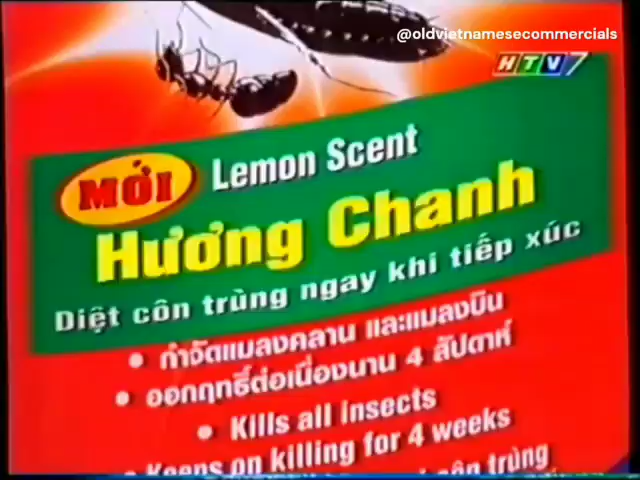 @oldvietnamesecommercials
HTV7
MỚI
Lemon Scent
Hương Chanh
Diệt côn trùng ngay khi tiếp xúc
• กำจัดแมลงคลาน และแมลงบิน
• ออกฤทธิ์ต่อเนื่องนาน 4 สัปดาห์
• Kills all insects
• Keeps on killing for 4 weeks
côn trùng